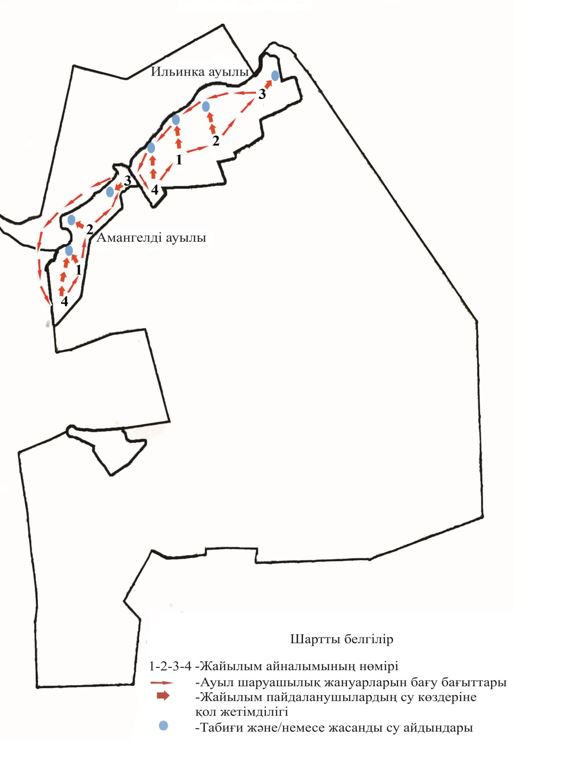 Ильинка ауылы
3
2
1
4
3
2
Амангелді ауылы
1
4
Шартты белгілір
1-2-3-4 -Жайылым айналымының нөмірі
-Ауыл шаруашылық жануарларын бағу бағыттары
-Жайылым пайдаланушылардың су көздеріне
қол жетімділігі
-Табиғи және/немесе жасанды су айдындары